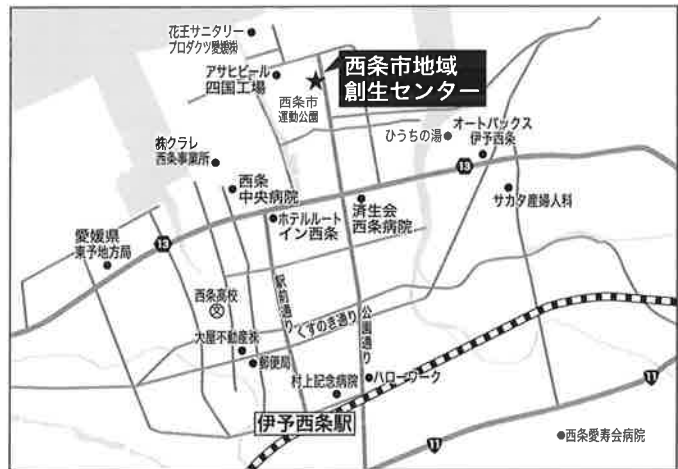 花王サニタリー
プロダクツ愛媛㈱
アサヒビール
四国工場
西条市地域
創生センター
西条市
運動公園
ひうちの湯
オートバックス
伊予西条
㈱クラレ
西条事業所
13
西条
中央病院
済生会
西条病院
サカタ産婦人科
ホテルルート
イン西条
愛媛県
東予地方局
13
西条高校
文
駅前通り
くすのき通り
公園通り
大屋不動産㈱
郵便局
村上記念病院
ハローワーク
11
伊予西条駅
11
西条愛寿会病院